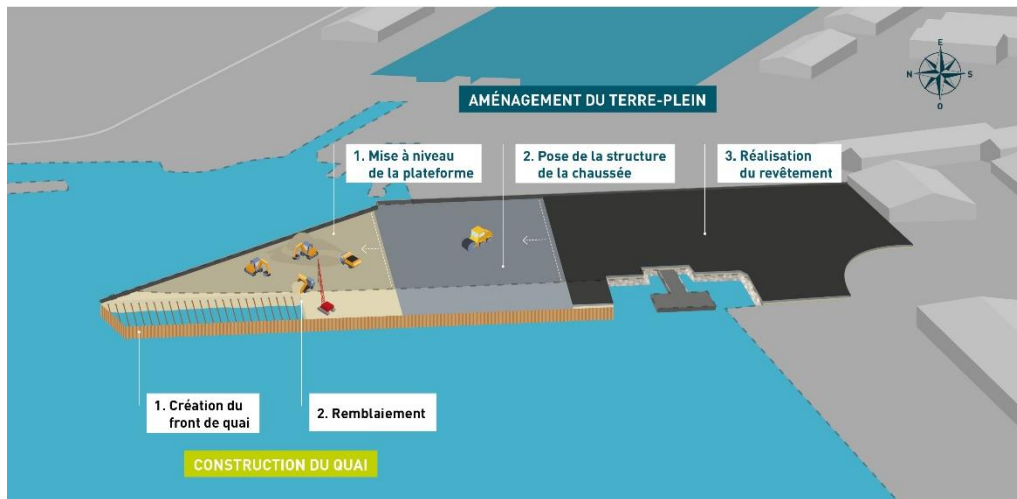 E
N
S
O
AMÉNAGEMENT DU TERRE-PLEIN
1. Mise à niveau
de la plateforme
2. Pose de la structure
de la chaussée
3. Réalisation
du revêtement
1. Création du
front de quai
2. Remblaiement
CONSTRUCTION DU QUAI